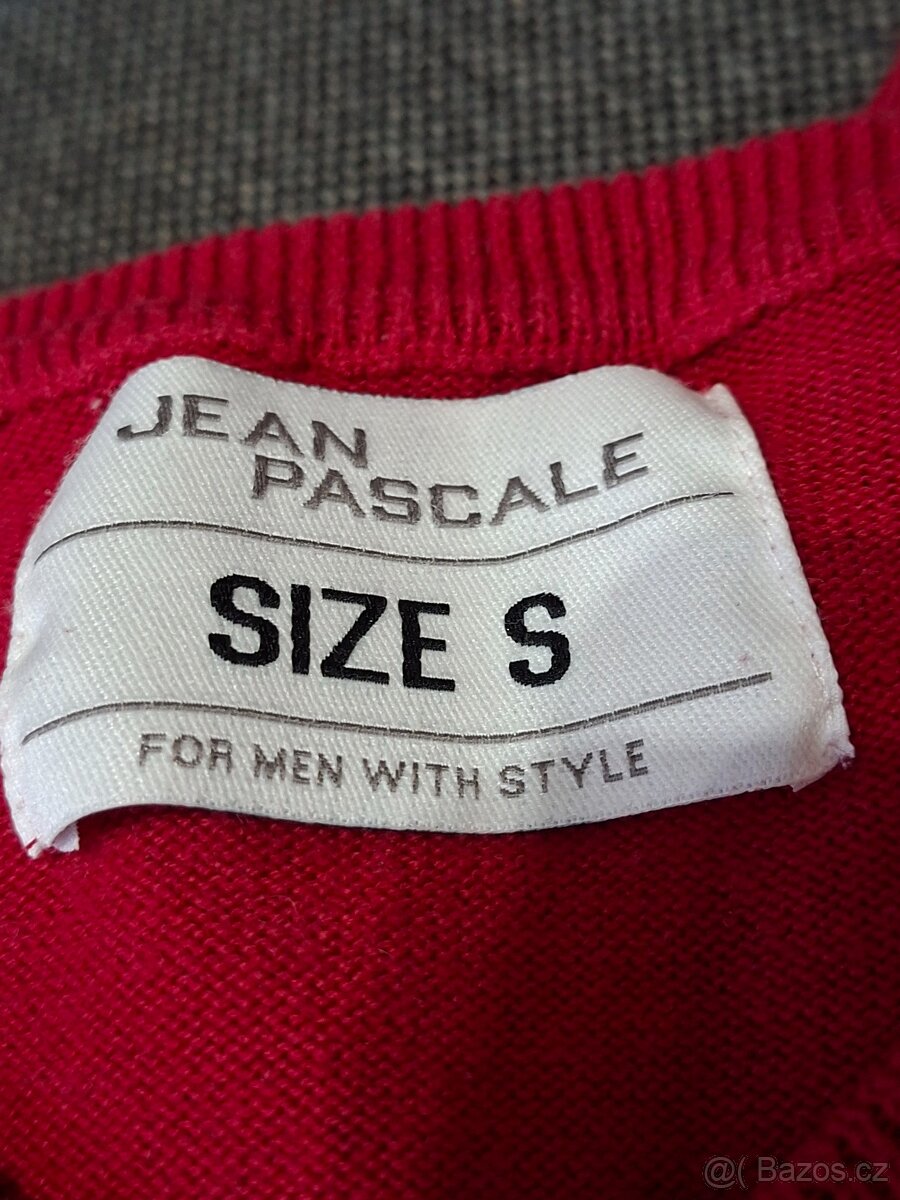 JEAN
PASCALE
SIZE S
FOR MEN WITH STYLE
@( Bazos.cz